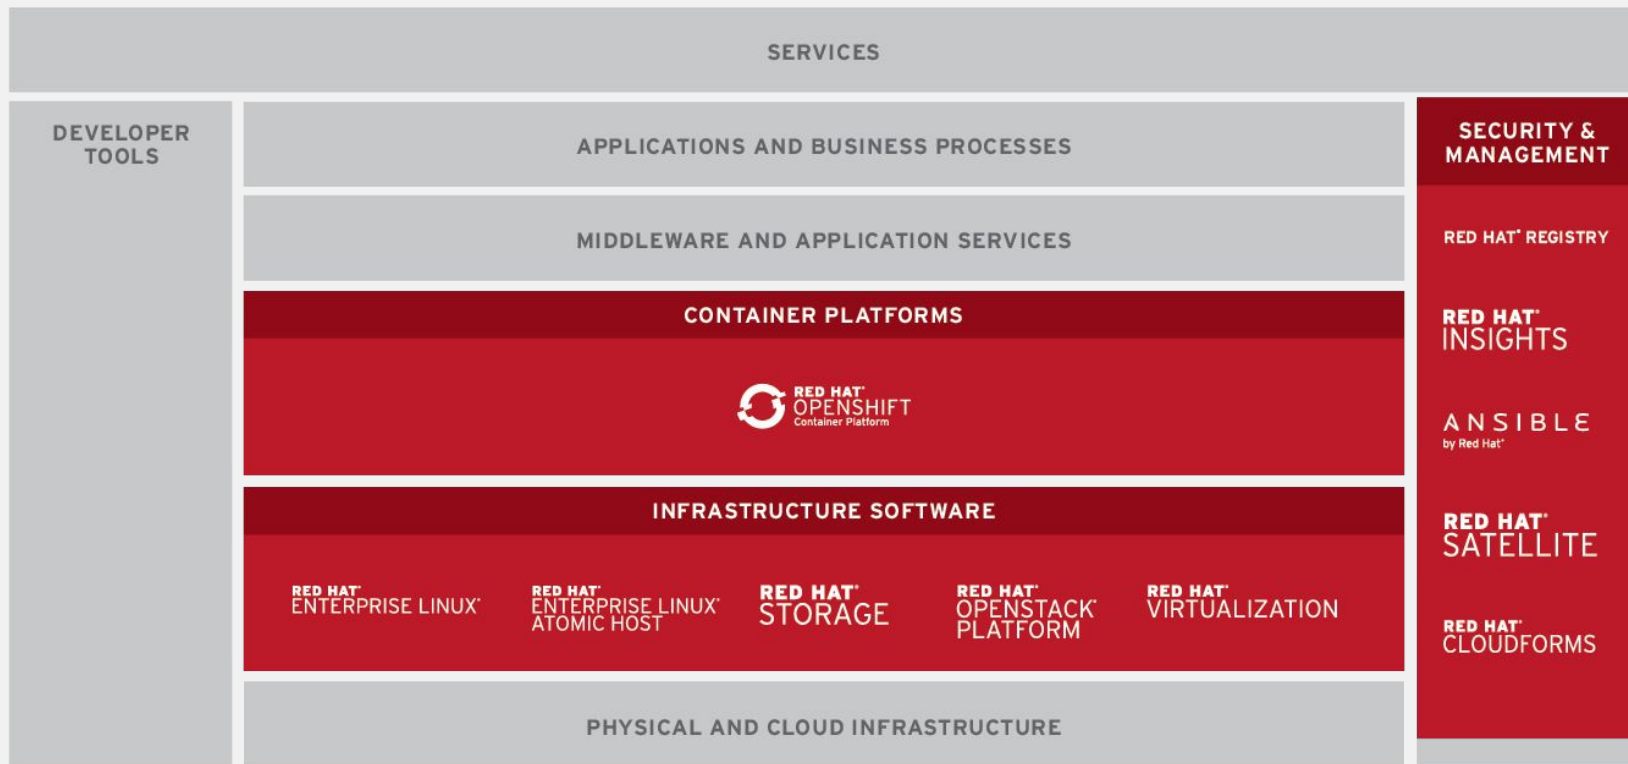 SERVICES
DEVELOPER
TOOLS
APPLICATIONS AND BUSINESS PROCESSES
MIDDLEWARE AND APPLICATION SERVICES
CONTAINER PLATFORMS
RED HAT®
OPENSHIFT
Container Platform
INFRASTRUCTURE SOFTWARE
RED HAT®
ENTERPRISE LINUX®
RED HAT®
ENTERPRISE LINUX®
ATOMIC HOST
RED HAT®
STORAGE
RED HAT®
OPENSTACK®
PLATFORM
RED HAT®
VIRTUALIZATION
PHYSICAL AND CLOUD INFRASTRUCTURE
SECURITY &
MANAGEMENT
RED HAT® REGISTRY
RED HAT®
INSIGHTS
ANSIBLE
by Red Hat®
RED HAT®
SATELLITE
RED HAT®
CLOUDFORMS